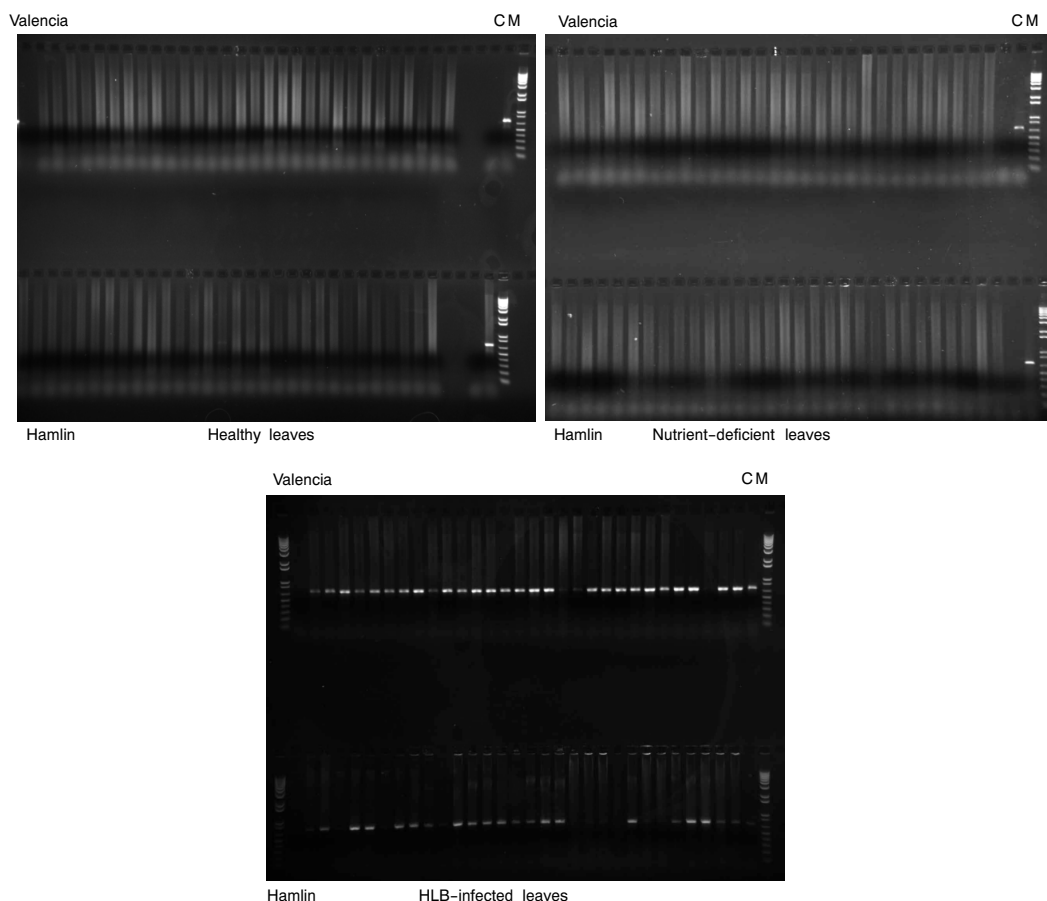 Valencia C M
Valencia C M
Hamlin Healthy leaves
Hamlin Nutrient-deficient leaves
Valencia C M
Hamlin HLB-infected leaves